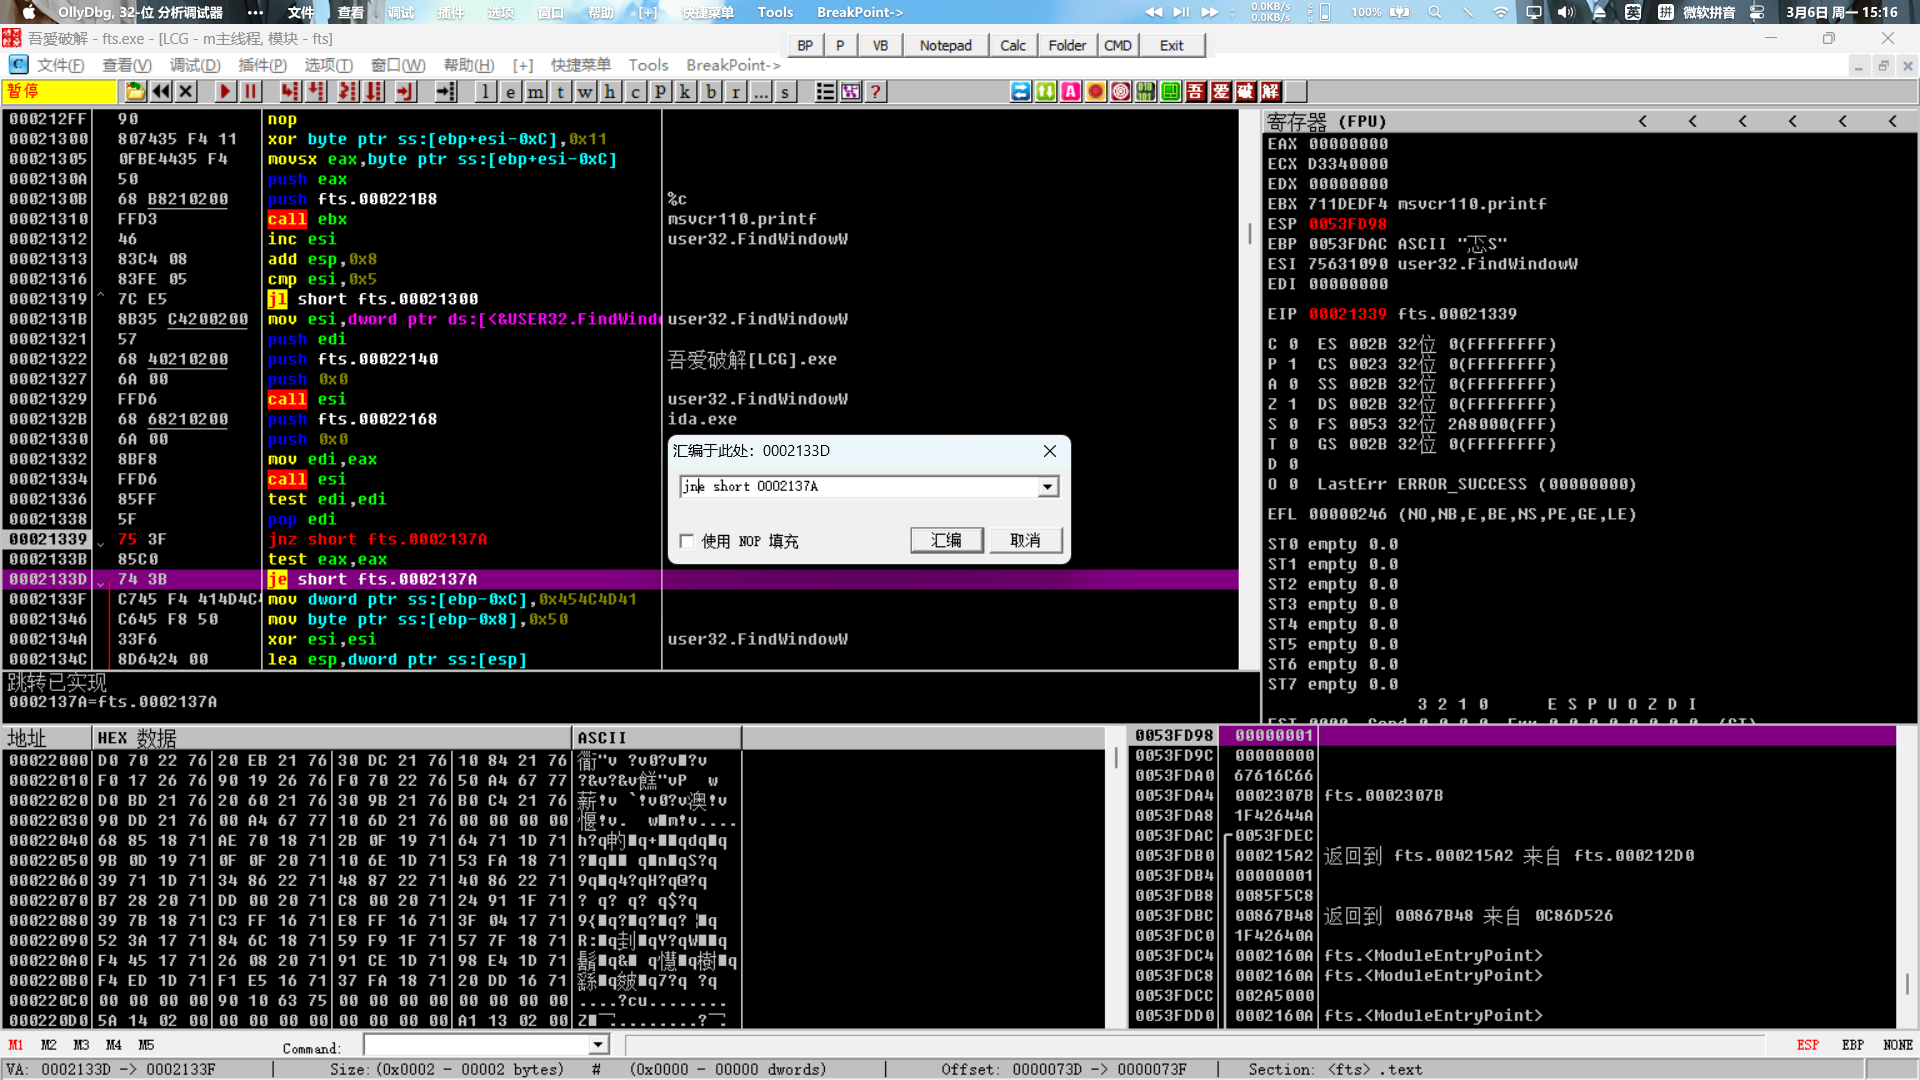 OllyDbg, 32-位 分析调试器 ••• 文件 查看 调试 插件 选项 窗口 帮助 [+] 快捷菜单 Tools BreakPoint-> 0.0KB/s 0.0KB/s 100% 英 拼 微软拼音 3月6日 周一 15:16
吾爱破解 - fts.exe - [LCG - m主线程, 模块 - fts]
BP P VB Notepad Calc Folder CMD Exit
C 文件(F) 查看(V) 调试(D) 插件(P) 选项(T) 窗口(W) 帮助(H) [+] 快捷菜单 Tools BreakPoint->
暂停 l e m t w h c P k b r ... s ? 吾 爱 破 解
000212FF 90 nop
00021300 807435 F4 11 xor byte ptr ss:[ebp+esi-0xC],0x11
00021305 0FBE4435 F4 movsx eax,byte ptr ss:[ebp+esi-0xC]
0002130A 50 push eax
0002130B 68 B8210200 push fts.000221B8 %c
00021310 FFD3 call ebx msvcr110.printf
00021312 46 inc esi user32.FindWindowW
00021313 83C4 08 add esp,0x8
00021316 83FE 05 cmp esi,0x5
00021319 ^ 7C E5 jl short fts.00021300
0002131B 8B35 C4200200 mov esi,dword ptr ds:[<&USER32.FindWindo user32.FindWindowW
00021321 57 push edi
00021322 68 40210200 push fts.00022140 吾爱破解[LCG].exe
00021327 6A 00 push 0x0
00021329 FFD6 call esi user32.FindWindowW
0002132B 68 68210200 push fts.00022168 ida.exe
00021330 6A 00 push 0x0
00021332 8BF8 mov edi,eax
00021334 FFD6 call esi
00021336 85FF test edi,edi
00021338 5F pop edi
00021339 75 3F jnz short fts.0002137A
0002133B 85C0 test eax,eax
0002133D 74 3B je short fts.0002137A
0002133F C745 F4 414D4C4 mov dword ptr ss:[ebp-0xC],0x454C4D41
00021346 C645 F8 50 mov byte ptr ss:[ebp-0x8],0x50
0002134A 33F6 xor esi,esi user32.FindWindowW
0002134C 8D6424 00 lea esp,dword ptr ss:[esp]
汇编于此处: 0002133D
jne short 0002137A
使用 NOP 填充 汇编 取消
跳转已实现
0002137A=fts.0002137A
寄存器 (FPU) < < < < < <
EAX 00000000
ECX D3340000
EDX 00000000
EBX 711DEDF4 msvcr110.printf
ESP 0053FD98
EBP 0053FDAC ASCII
ESI 75631090 user32.FindWindowW
EDI 00000000
EIP 00021339 fts.00021339
C 0 ES 002B 32位 0(FFFFFFFF)
P 1 CS 0023 32位 0(FFFFFFFF)
A 0 SS 002B 32位 0(FFFFFFFF)
Z 1 DS 002B 32位 0(FFFFFFFF)
S 0 FS 0053 32位 2A8000(FFF)
T 0 GS 002B 32位 0(FFFFFFFF)
D 0
O 0 LastErr ERROR_SUCCESS (00000000)
EFL 00000246 (NO,NB,E,BE,NS,PE,GE,LE)
ST0 empty 0.0
ST1 empty 0.0
ST2 empty 0.0
ST3 empty 0.0
ST4 empty 0.0
ST5 empty 0.0
ST6 empty 0.0
ST7 empty 0.0
3 2 1 0 E S P U O Z D I
地址 HEX 数据 ASCII
00022000 D0 70 22 76 20 EB 21 76 30 DC 21 76 10 84 21 76
00022010 F0 17 26 76 90 19 26 76 F0 70 22 76 50 A4 67 77
00022020 D0 BD 21 76 20 60 21 76 30 9B 21 76 B0 C4 21 76
00022030 90 DD 21 76 00 A4 67 77 10 6D 21 76 00 00 00 00
00022040 68 85 18 71 AE 70 18 71 2B 0F 19 71 64 71 1D 71
00022050 9B 0D 19 71 0F 0F 20 71 10 6E 1D 71 53 FA 18 71
00022060 39 71 1D 71 34 86 22 71 48 87 22 71 40 86 22 71
00022070 B7 28 20 71 DD 00 20 71 C8 00 20 71 24 91 1F 71
00022080 39 7B 18 71 C3 FF 16 71 E8 FF 16 71 3F 04 17 71
00022090 52 3A 17 71 84 6C 18 71 59 F9 1F 71 57 7F 18 71
000220A0 F4 45 17 71 26 08 20 71 91 CE 1D 71 98 E4 1D 71
000220B0 F4 ED 1D 71 F1 E5 16 71 37 FA 18 71 20 DD 16 71
000220C0 00 00 00 00 90 10 63 75 00 00 00 00 00 00 00 00 ....?cu........
000220D0 5A 14 02 00 00 00 00 00 00 00 00 00 A1 13 02 00
0053FD98 00000001
0053FD9C 00000000
0053FDA0 67616C66
0053FDA4 0002307B fts.0002307B
0053FDA8 1F42644A
0053FDAC 0053FDEC
0053FDB0 000215A2 返回到 fts.000215A2 来自 fts.000212D0
0053FDB4 00000001
0053FDB8 0085F5C8
0053FDBC 00867B48 返回到 00867B48 来自 0C86D526
0053FDC0 1F42640A
0053FDC4 0002160A fts.<ModuleEntryPoint>
0053FDC8 0002160A fts.<ModuleEntryPoint>
0053FDCC 002A5000
0053FDD0 0002160A fts.<ModuleEntryPoint>
M1 M2 M3 M4 M5 Command: ESP EBP NONE
VA: 0002133D -> 0002133F Size:(0x0002 - 00002 bytes) # (0x0000 - 00000 dwords) Offset: 0000073D -> 0000073F Section: <fts> .text